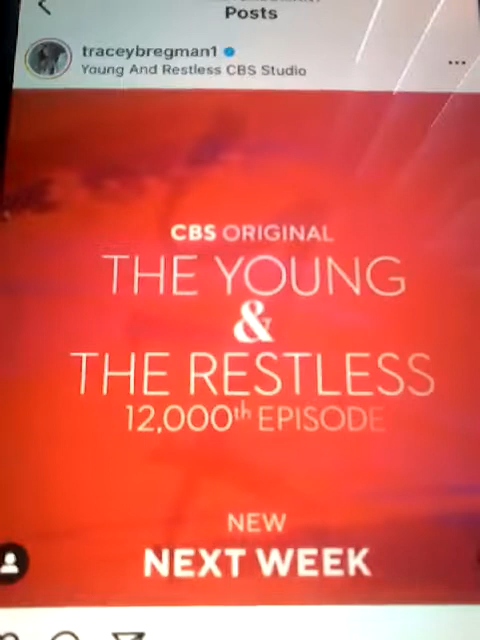 Posts
traceybregman1
Young And Restless CBS Studio
CBS ORIGINAL
THE YOUNG
&
THE RESTLESS
12,000th EPISODE
NEW
NEXT WEEK